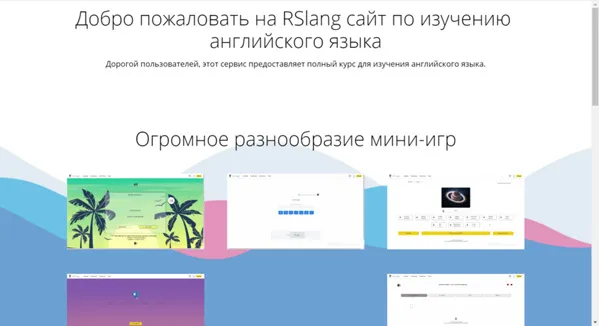 Добро пожаловать на RSlang сайт по изучению
английского языка
Дорогой пользователей, этот сервис предоставляет полный курс для изучения английского языка.
Огромное разнообразие мини-игр